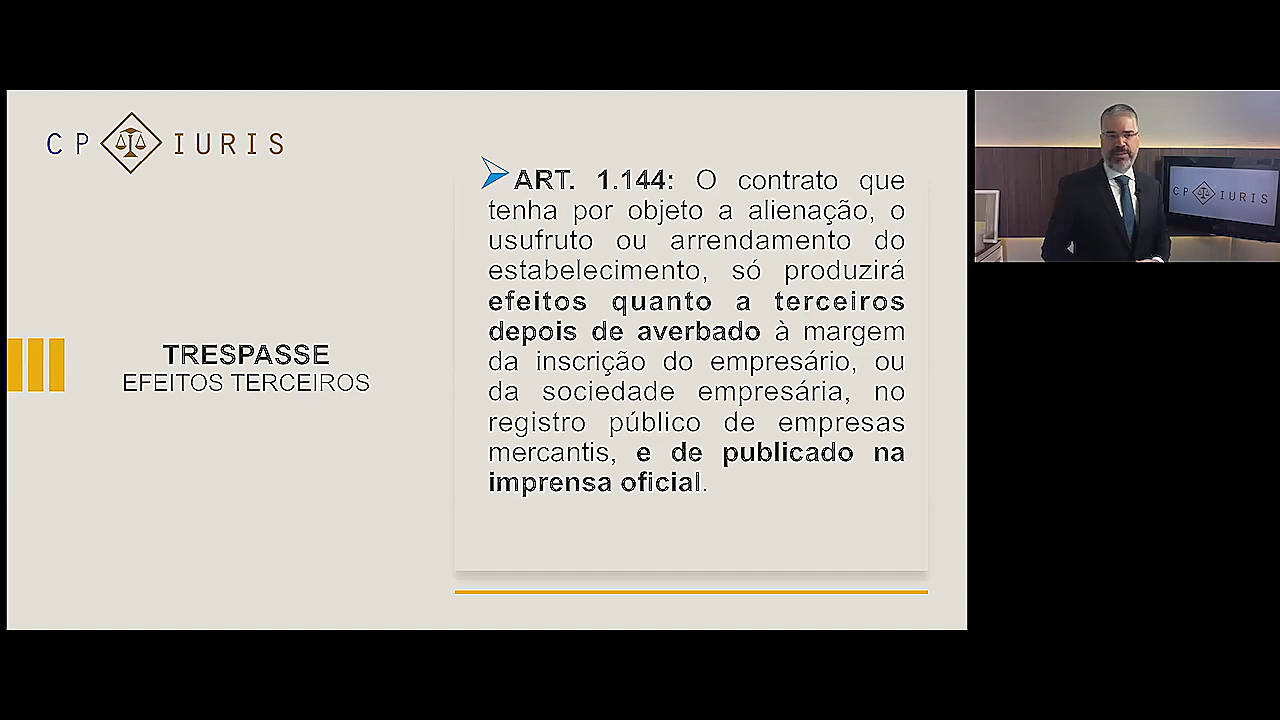 CP IURIS
TRESPASSE
EFEITOS TERCEIROS
ART. 1.144: O contrato que
tenha por objeto a alienação, o
usufruto ou arrendamento do
estabelecimento, só produzirá
efeitos quanto a terceiros
depois de averbado à margem
da inscrição do empresário, ou
da sociedade empresária, no
registro público de empresas
mercantis, e de publicado na
imprensa oficial.
CP IURIS